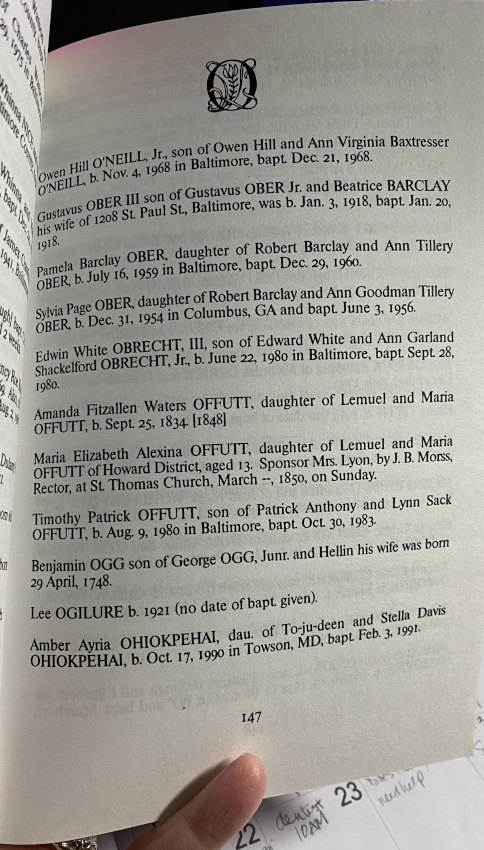 O
Owen Hill O'NEILL, Jr., son of Owen Hill and Ann Virginia Baxtresser
O'NEILL, b. Nov. 4, 1968 in Baltimore, bapt. Dec. 21, 1968.
Gustavus OBER III son of Gustavus OBER Jr. and Beatrice BARCLAY
his wife of 1208 St. Paul St., Baltimore, was b. Jan. 3, 1918, bapt. Jan. 20,
1918.
Pamela Barclay OBER, daughter of Robert Barclay and Ann Tillery
OBER, b. July 16, 1959 in Baltimore, bapt. Dec. 29, 1960.
Sylvia Page OBER, daughter of Robert Barclay and Ann Goodman Tillery
OBER, b. Dec. 31, 1954 in Columbus, GA and bapt. June 3, 1956.
Edwin White OBRECHT, III, son of Edward White and Ann Garland
Shackelford OBRECHT, Jr., b. June 22, 1980 in Baltimore, bapt. Sept. 28,
1980.
Amanda Fitzallen Waters OFFUTT, daughter of Lemuel and Maria
OFFUTT, b. Sept. 25, 1834. [1848]
Maria Elizabeth Alexina OFFUTT, daughter of Lemuel and Maria
OFFUTT of Howard District, aged 13. Sponsor Mrs. Lyon, by J. B. Morss,
Rector, at St. Thomas Church, March --, 1850, on Sunday.
Timothy Patrick OFFUTT, son of Patrick Anthony and Lynn Sack
OFFUTT, b. Aug. 9, 1980 in Baltimore, bapt. Oct. 30, 1983.
Benjamin OGG son of George OGG, Junr. and Hellin his wife was born
29 April, 1748.
Lee OGILURE b. 1921 (no date of bapt. given).
Amber Ayria OHIOKPEHAI, dau. of To-ju-deen and Stella Davis
OHIOKPEHAI, b. Oct. 17, 1990 in Towson, MD, bapt. Feb. 3, 1991.
147
22
dentist
10AM
23
need help